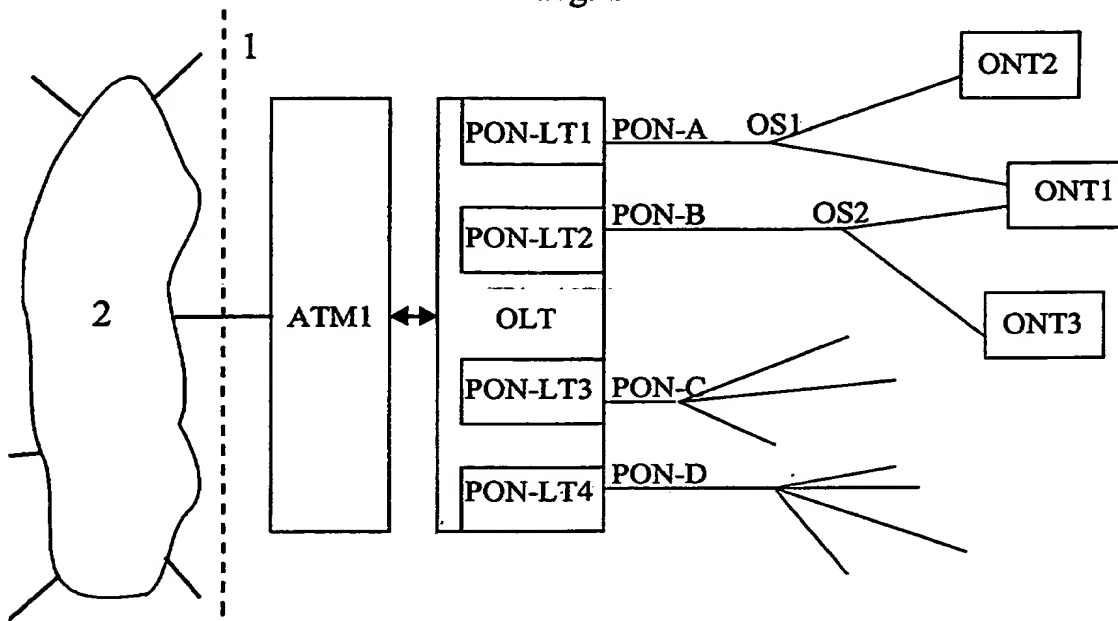 1
ONT2
PON-LT1
PON-A
OS1
ONT1
PON-LT2
PON-B
OS2
2
ATM1
OLT
ONT3
PON-LT3
PON-C
PON-LT4
PON-D